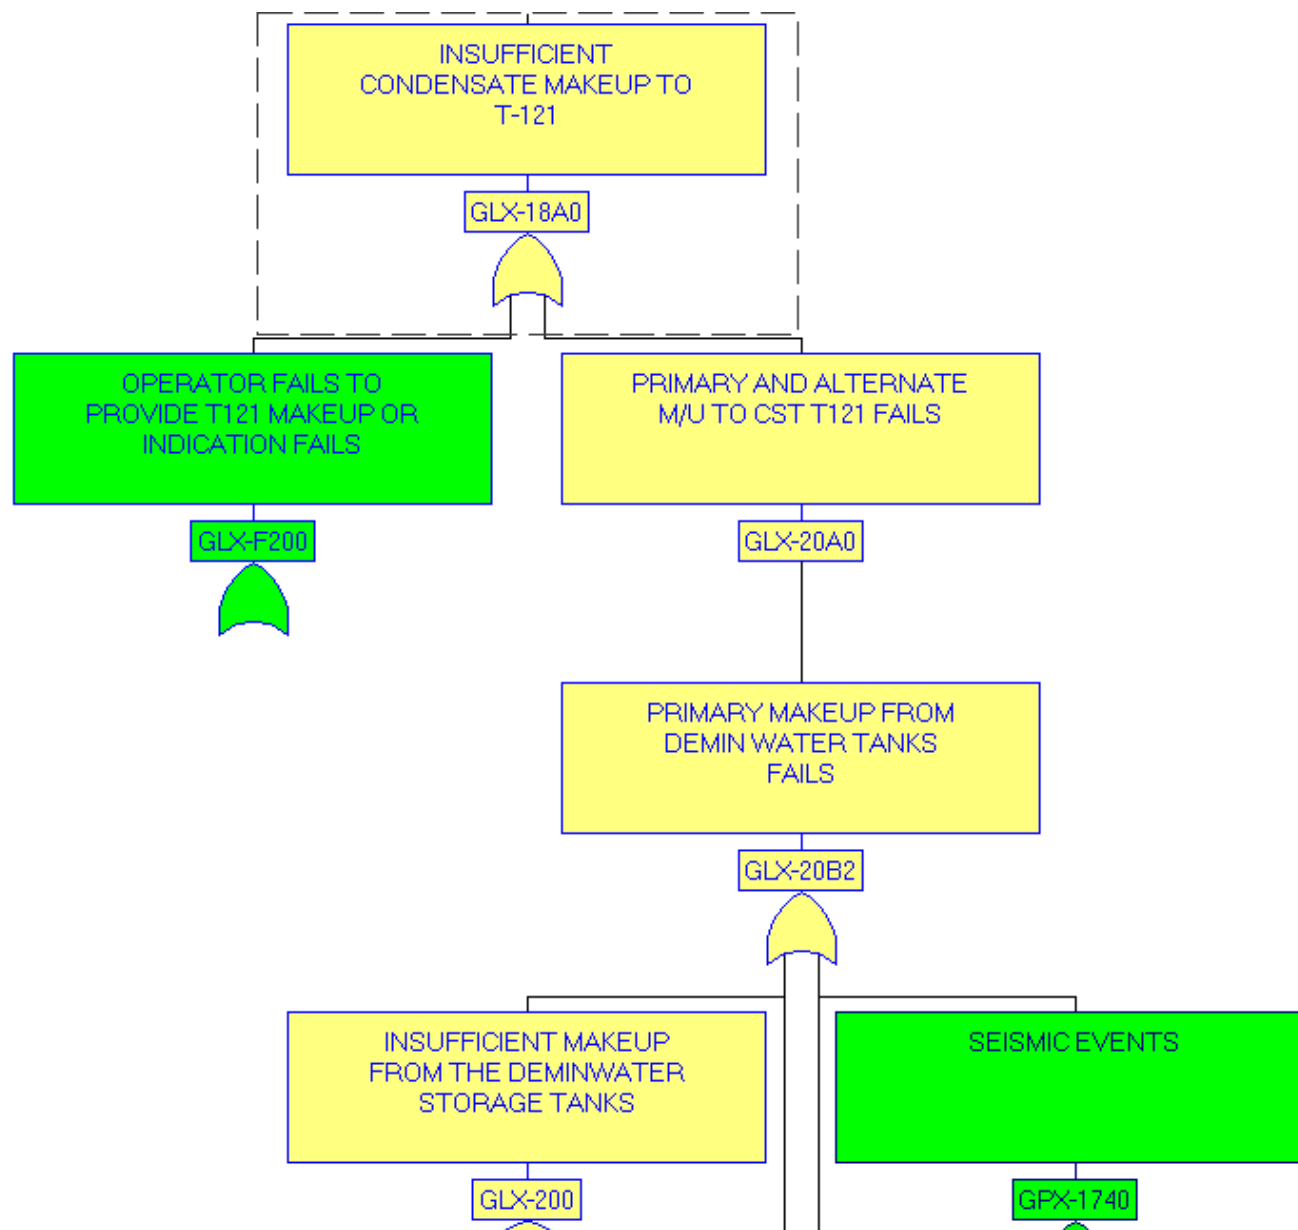 INSUFFICIENT
CONDENSATE MAKEUP TO
T-121
GLX-18A0
OPERATOR FAILS TO
PROVIDE T121 MAKEUP OR
INDICATION FAILS
GLX-F200
PRIMARY AND ALTERNATE
M/U TO CST T121 FAILS
GLX-20A0
PRIMARY MAKEUP FROM
DEMIN WATER TANKS
FAILS
GLX-20B2
INSUFFICIENT MAKEUP
FROM THE DEMINWATER
STORAGE TANKS
GLX-200
SEISMIC EVENTS
GPX-1740